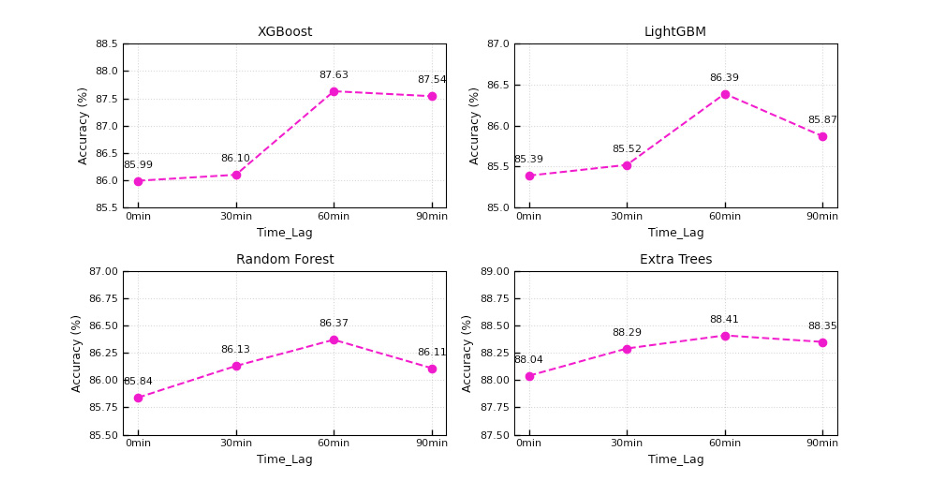 XGBoost
88.5
88.0
87.5
87.0
86.5
86.0
85.5
Accuracy (%)
85.99
86.10
87.63
87.54
0min 30min 60min 90min
Time_Lag
LightGBM
87.0
86.5
86.0
85.5
85.0
Accuracy (%)
85.39
85.52
86.39
85.87
0min 30min 60min 90min
Time_Lag
Random Forest
87.00
86.75
86.50
86.25
86.00
85.75
85.50
Accuracy (%)
85.84
86.13
86.37
86.11
0min 30min 60min 90min
Time_Lag
Extra Trees
89.00
88.75
88.50
88.25
88.00
87.75
87.50
Accuracy (%)
88.04
88.29
88.41
88.35
0min 30min 60min 90min
Time_Lag